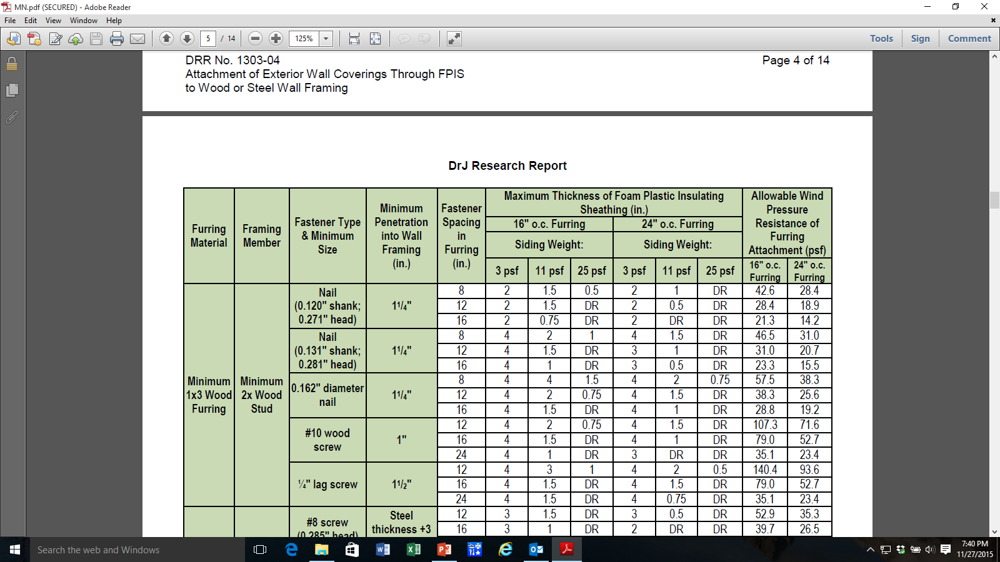 MN.pdf (SECURED) - Adobe Reader
File Edit View Window Help
5 / 14 125% Tools Sign Comment
DRR No. 1303-04 Page 4 of 14
Attachment of Exterior Wall Coverings Through FPIS
to Wood or Steel Wall Framing
DrJ Research Report
Furring
Material
Framing
Member
Fastener Type
& Minimum
Size
Minimum
Penetration
into Wall
Framing
(in.)
Fastener
Spacing
in
Furring
(in.)
Maximum Thickness of Foam Plastic Insulating
Sheathing (in.)
16" o.c. Furring 24" o.c. Furring
Siding Weight: Siding Weight:
3 psf 11 psf 25 psf 3 psf 11 psf 25 psf
Allowable Wind
Pressure
Resistance of
Furring
Attachment (psf)
16" o.c.
Furring
24" o.c.
Furring
Minimum
1x3 Wood
Furring
Minimum
2x Wood
Stud
Nail
(0.120" shank;
0.271" head)
1 1/4"
8 2 1.5 0.5 2 1 DR 42.6 28.4
12 2 1.5 DR 2 0.5 DR 28.4 18.9
16 2 0.75 DR 2 DR DR 21.3 14.2
Nail
(0.131" shank;
0.281" head)
1 1/4"
8 4 2 1 4 1.5 DR 46.5 31.0
12 4 1.5 DR 3 1 DR 31.0 20.7
16 4 1 DR 3 0.5 DR 23.3 15.5
0.162" diameter
nail
1 1/4"
8 4 4 1.5 4 2 0.75 57.5 38.3
12 4 2 0.75 4 1.5 DR 38.3 25.6
16 4 1.5 DR 4 1 DR 28.8 19.2
#10 wood
screw
1"
12 4 2 0.75 4 1.5 DR 107.3 71.6
16 4 1.5 DR 4 1 DR 79.0 52.7
24 4 1 DR 3 DR DR 35.1 23.4
¼" lag screw
1 1/2"
12 4 3 1 4 2 0.5 140.4 93.6
16 4 1.5 DR 4 1.5 DR 79.0 52.7
24 4 1.5 DR 4 0.75 DR 35.1 23.4
#8 screw
(0.285" head)
Steel
thickness +3
12 3 1.5 DR 3 0.5 DR 52.9 35.3
16 3 1 DR 2 DR DR 39.7 26.5
Search the web and Windows
7:40 PM
11/27/2015